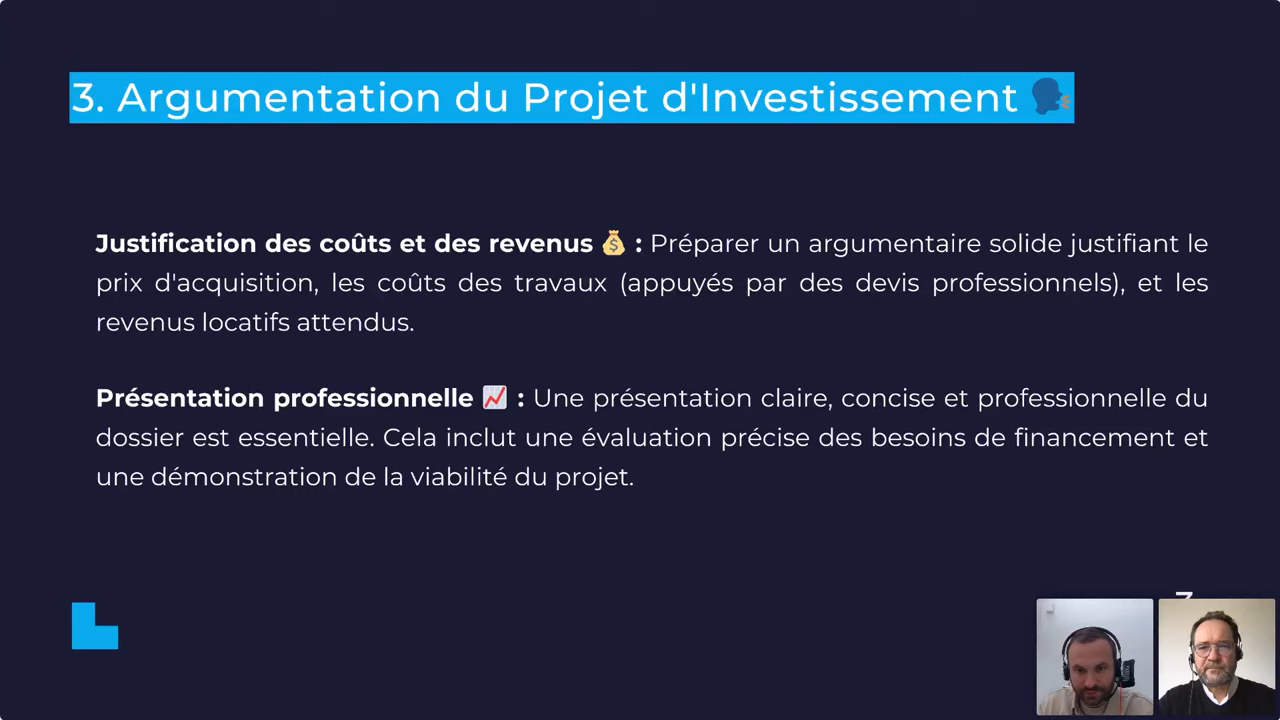 3. Argumentation du Projet d'Investissement
Justification des coûts et des revenus 💰 : Préparer un argumentaire solide justifiant le
prix d'acquisition, les coûts des travaux (appuyés par des devis professionnels), et les
revenus locatifs attendus.
Présentation professionnelle 📈 : Une présentation claire, concise et professionnelle du
dossier est essentielle. Cela inclut une évaluation précise des besoins de financement et
une démonstration de la viabilité du projet.